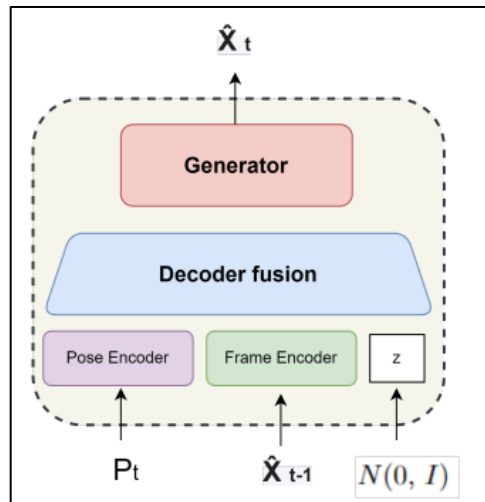 X̂ t
Generator
Decoder fusion
Pose Encoder Frame Encoder z
Pt X̂ t-1 N(0, I)